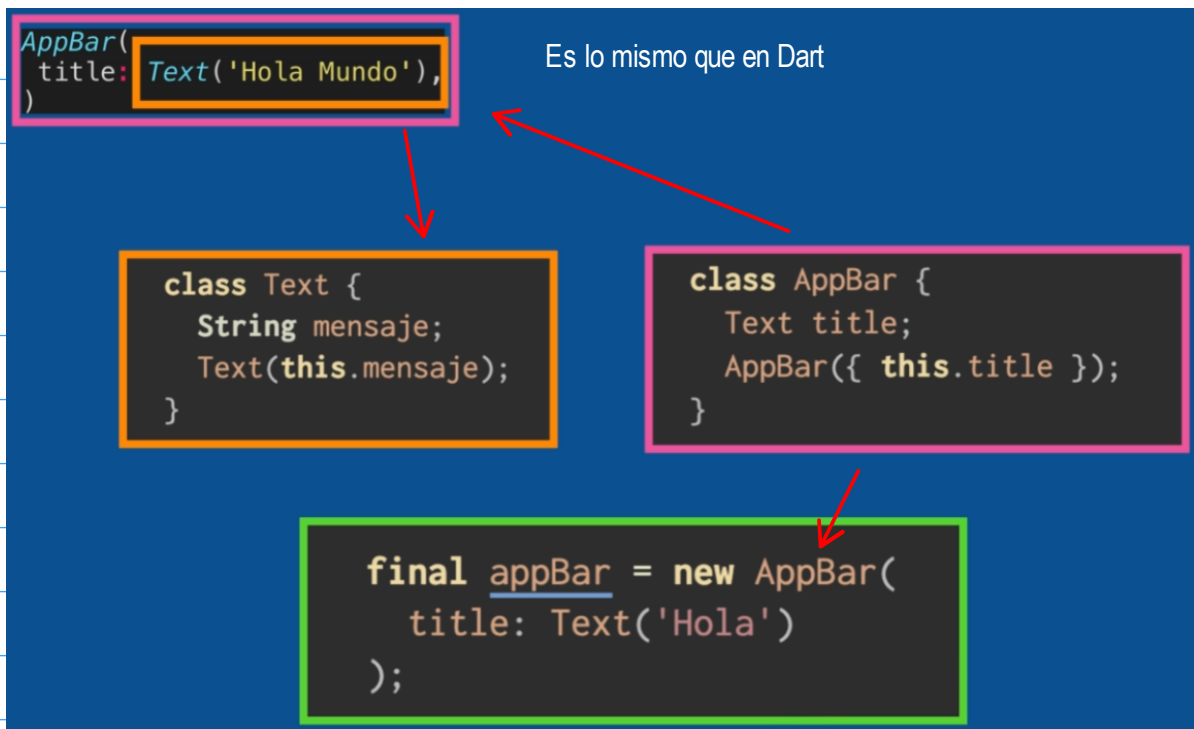 AppBar(
title: Text('Hola Mundo'),
)
Es lo mismo que en Dart
class Text {
String mensaje;
Text(this.mensaje);
}
class AppBar {
Text title;
AppBar({ this.title });
}
final appBar = new AppBar(
title: Text('Hola')
);